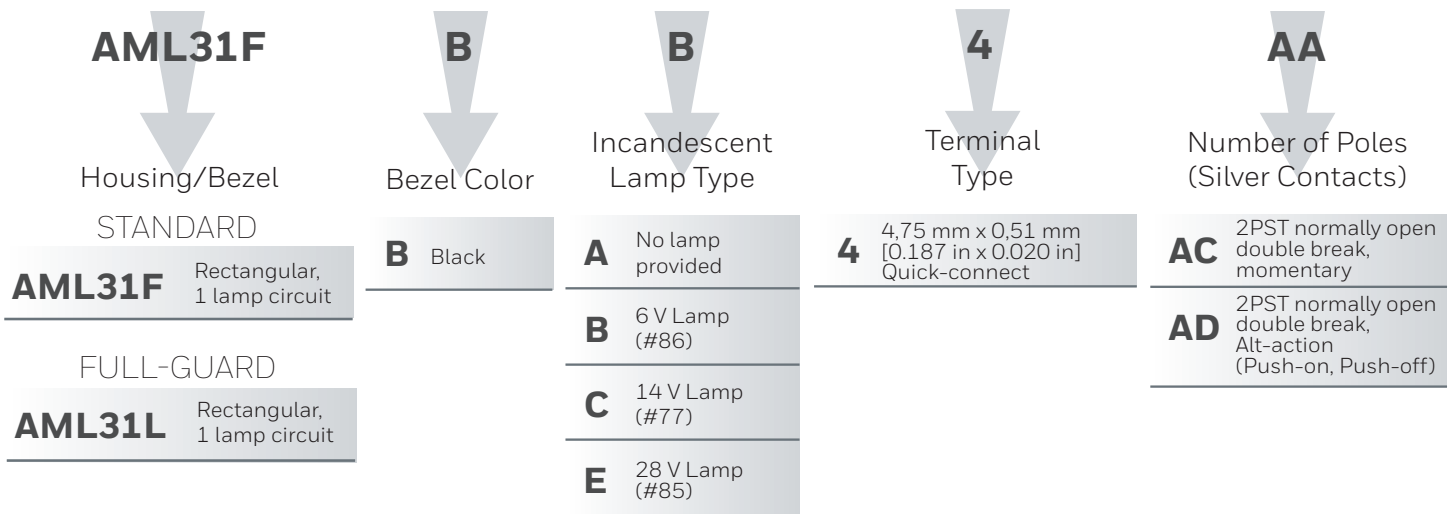 AML31F B B 4 AA
Housing/Bezel
STANDARD
AML31F
Rectangular,
1 lamp circuit
FULL-GUARD
AML31L
Rectangular,
1 lamp circuit
Bezel Color
B Black
Incandescent
Lamp Type
A
No lamp
provided
B
6 V Lamp
(#86)
C
14 V Lamp
(#77)
E
28 V Lamp
(#85)
Terminal
Type
4
4,75 mm x 0,51 mm
[0.187 in x 0.020 in]
Quick-connect
Number of Poles
(Silver Contacts)
AC
2PST normally open
double break,
momentary
AD
2PST normally open
double break,
Alt-action
(Push-on, Push-off)